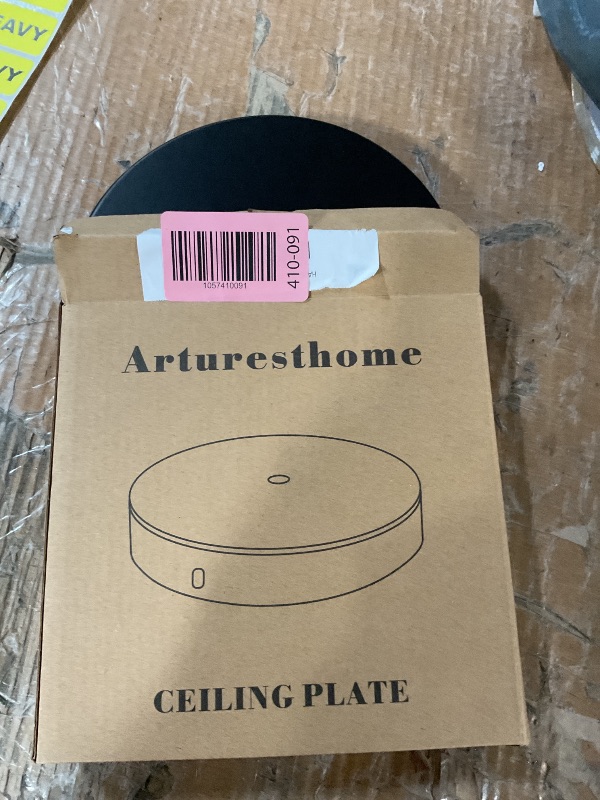 AVY
VY
410-091
1057410091
Arturesthome
CEILING PLATE